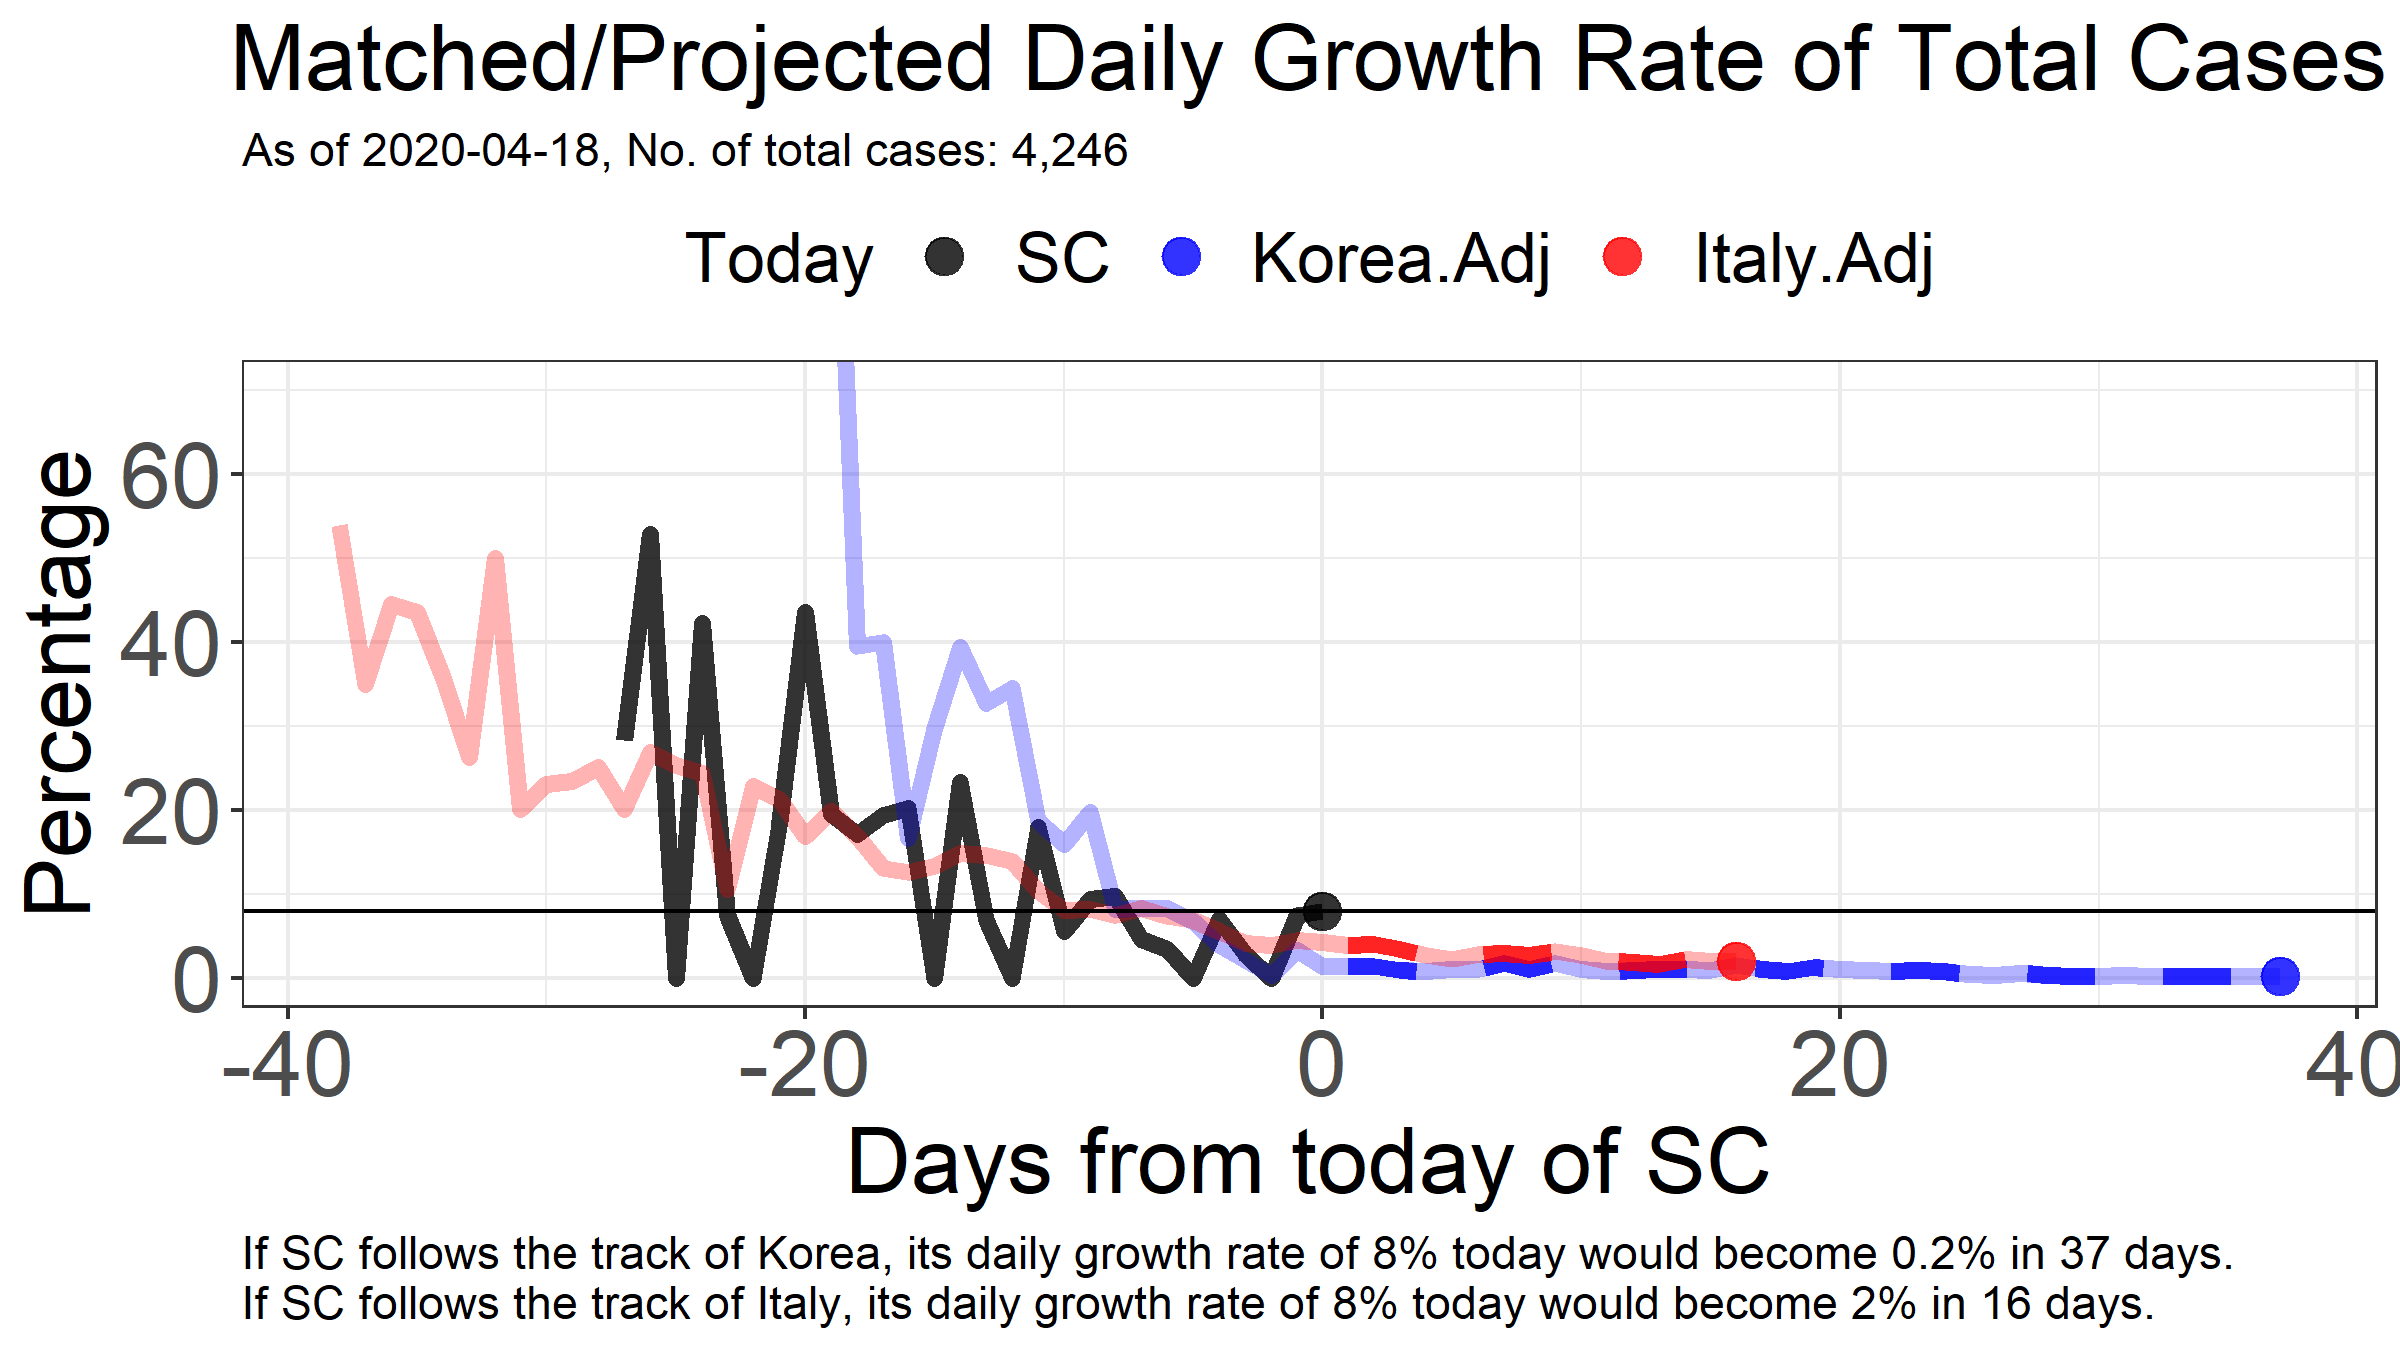 Matched/Projected Daily Growth Rate of Total Cases
As of 2020-04-18, No. of total cases: 4,246
Today SC Korea.Adj Italy.Adj
Percentage
60
40
20
0
-40 -20 0 20 40
Days from today of SC
If SC follows the track of Korea, its daily growth rate of 8% today would become 0.2% in 37 days.
If SC follows the track of Italy, its daily growth rate of 8% today would become 2% in 16 days.